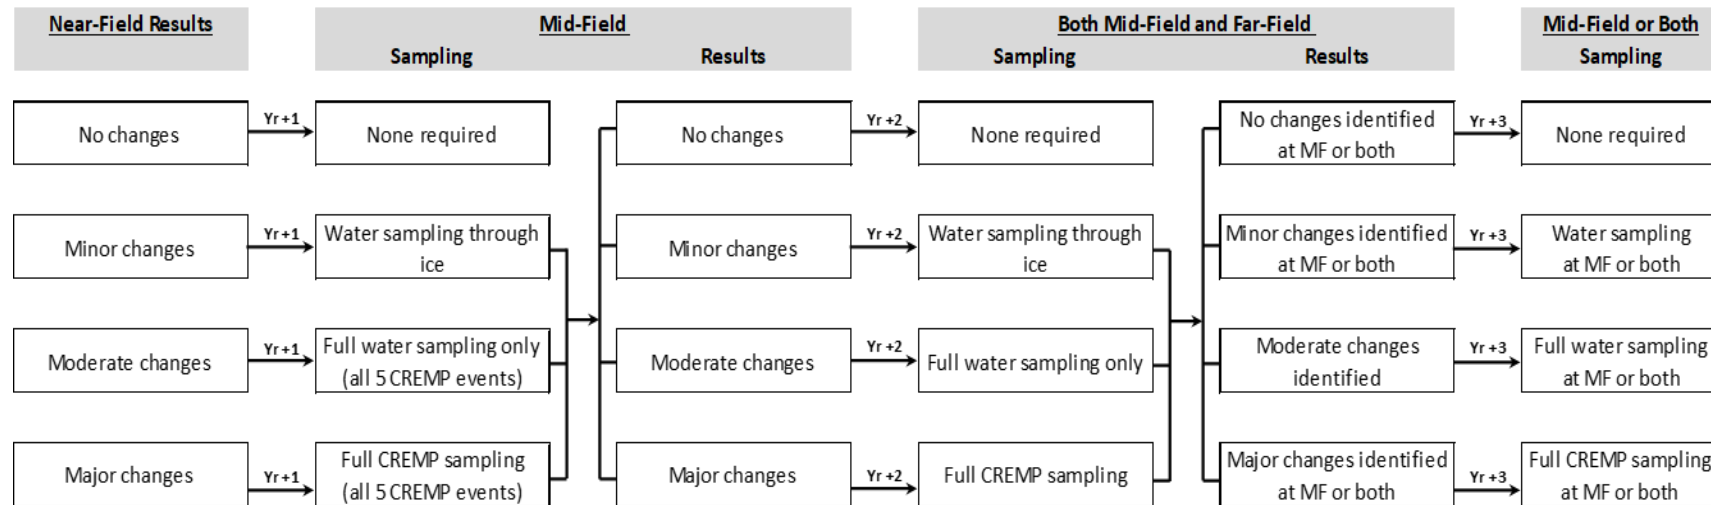 Near-Field Results
Mid-Field
Both Mid-Field and Far-Field
Mid-Field or Both
Sampling
Results
Sampling
Results
Sampling
No changes
Yr +1
None required
No changes
Yr +2
None required
No changes identified
at MF or both
Yr +3
None required
Minor changes
Yr +1
Water sampling through
ice
Minor changes
Yr +2
Water sampling through
ice
Minor changes identified
at MF or both
Yr +3
Water sampling
at MF or both
Moderate changes
Yr +1
Full water sampling only
(all 5 CREMP events)
Moderate changes
Yr +2
Full water sampling only
Moderate changes
identified
Yr +3
Full water sampling
at MF or both
Major changes
Yr +1
Full CREMP sampling
(all 5 CREMP events)
Major changes
Yr +2
Full CREMP sampling
Major changes identified
at MF or both
Yr +3
Full CREMP sampling
at MF or both